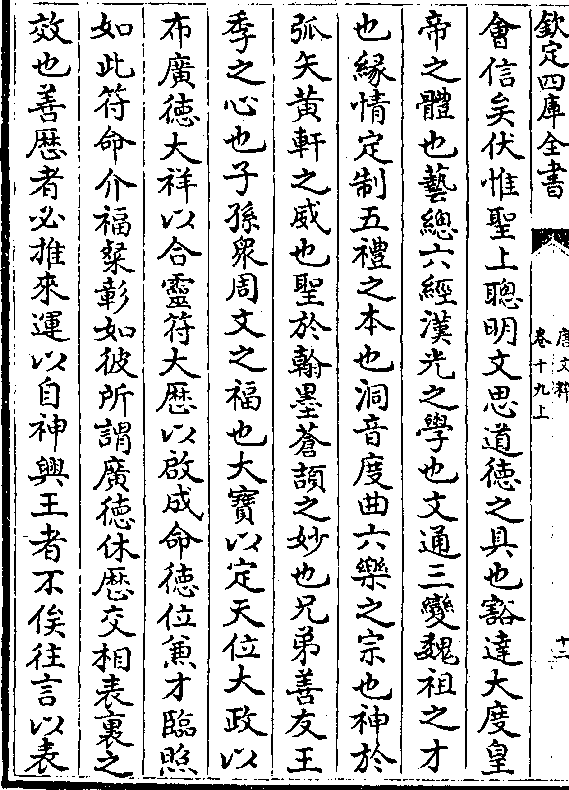 欽定四庫全書
唐文粹
卷十九上
十二
會信矣伏惟聖上聰明文思道德之具也豁達大度皇
帝之體也藝總六經漢光之學也文通三變魏祖之才
也緣情定制五禮之本也洞音度曲六樂之宗也神於
弧矢黃軒之威也聖於翰墨蒼頡之妙也兄弟善友王
季之心也子孫衆周文之福也大寶以定天位大政以
布廣德大祥以合靈符大厯以啟成命德位兼才臨照
如此符命介福粲彰如彼所謂廣德休厯交相表裏之
效也善厯者必推來運以自神興王者不俟往言以表